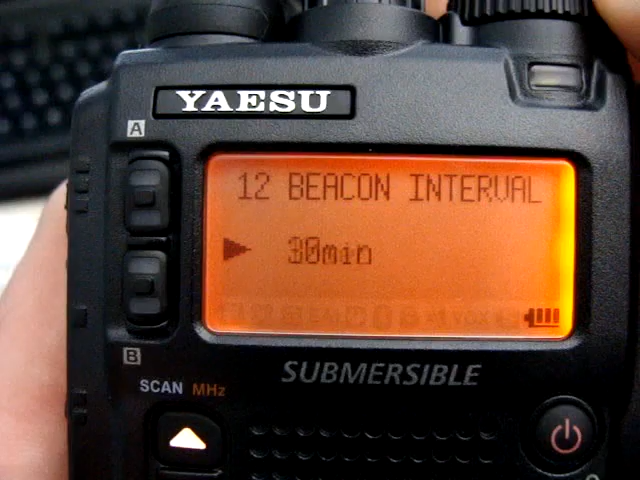 YAESU
A
12 BEACON INTERVAL
30min
B
SUBMERSIBLE
SCAN MHz